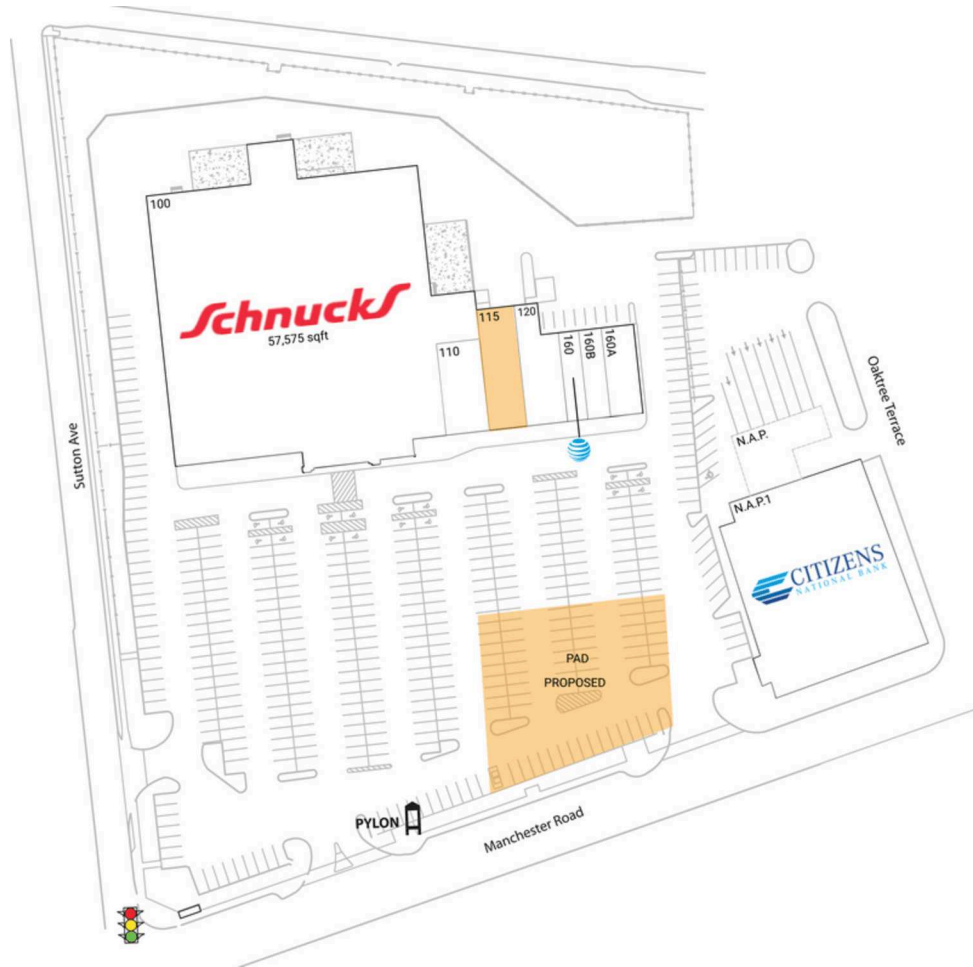 100
Schnucks
57,575 sqft
110
115
120
160
160B
160A
Sutton Ave
Oaktree Terrace
N.A.P.
N.A.P.1
CITIZENS
NATIONAL BANK
PAD
PROPOSED
PYLON
Manchester Road